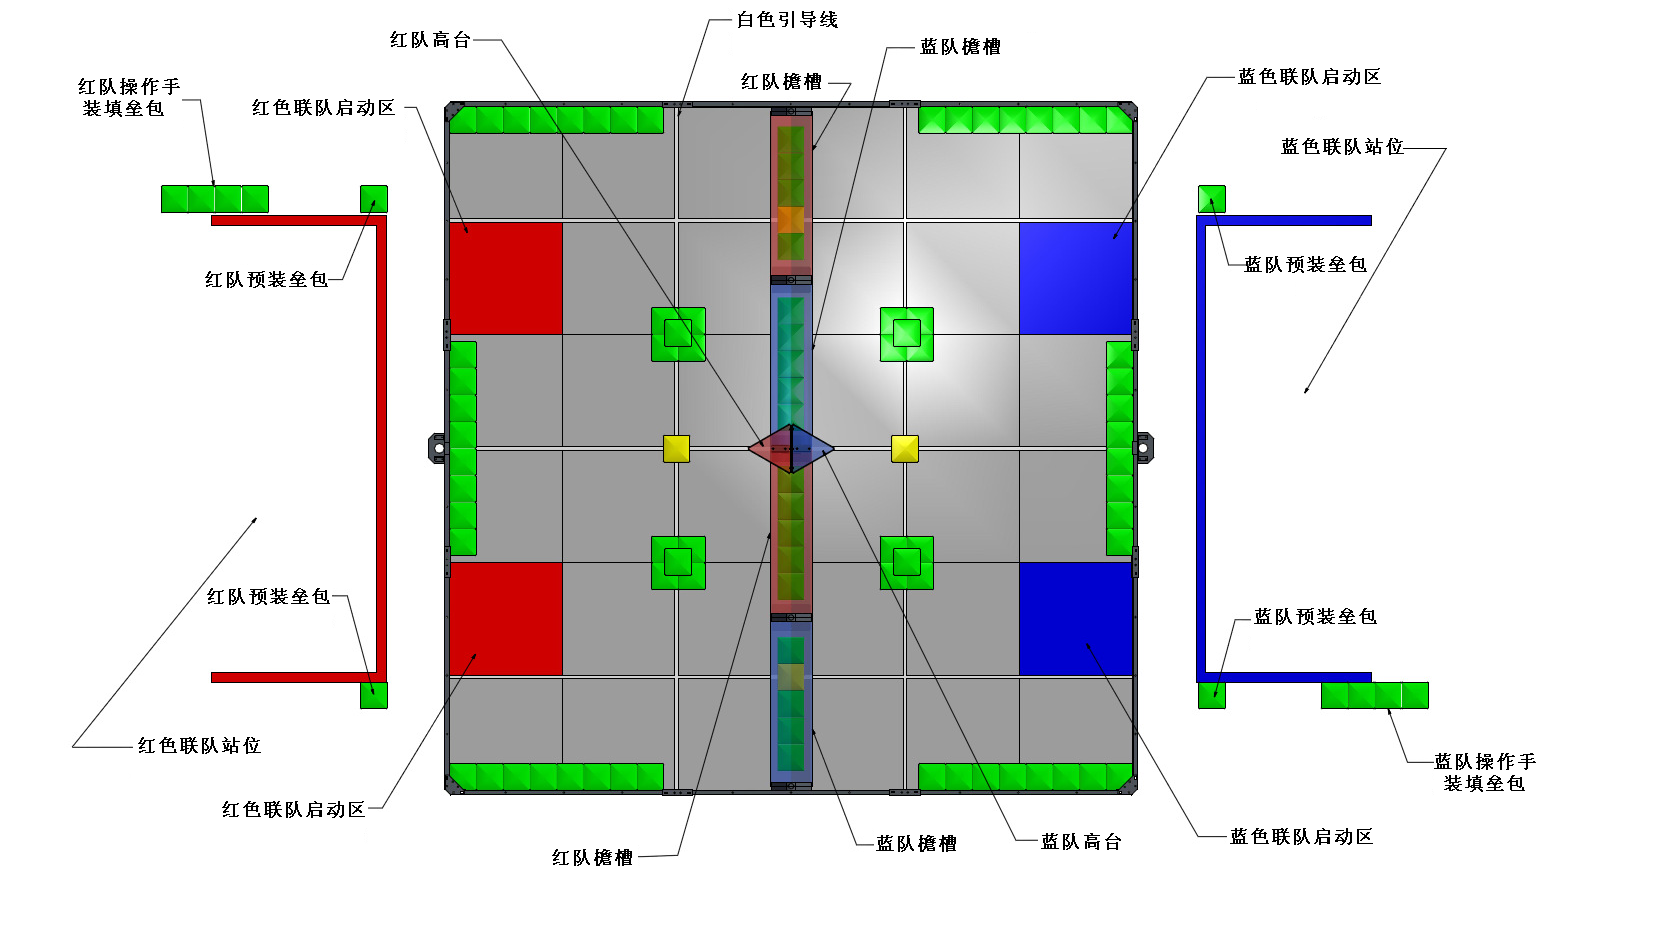 白色引导线
红队高台
蓝队檐槽
红队檐槽
蓝色联队启动区
红队操作手
装填垒包
红色联队启动区
蓝色联队站位
红队预装垒包
蓝队预装垒包
红队预装垒包
蓝队预装垒包
红色联队站位
蓝队操作手
装填垒包
红色联队启动区
蓝色联队启动区
红队檐槽
蓝队檐槽
蓝队高台